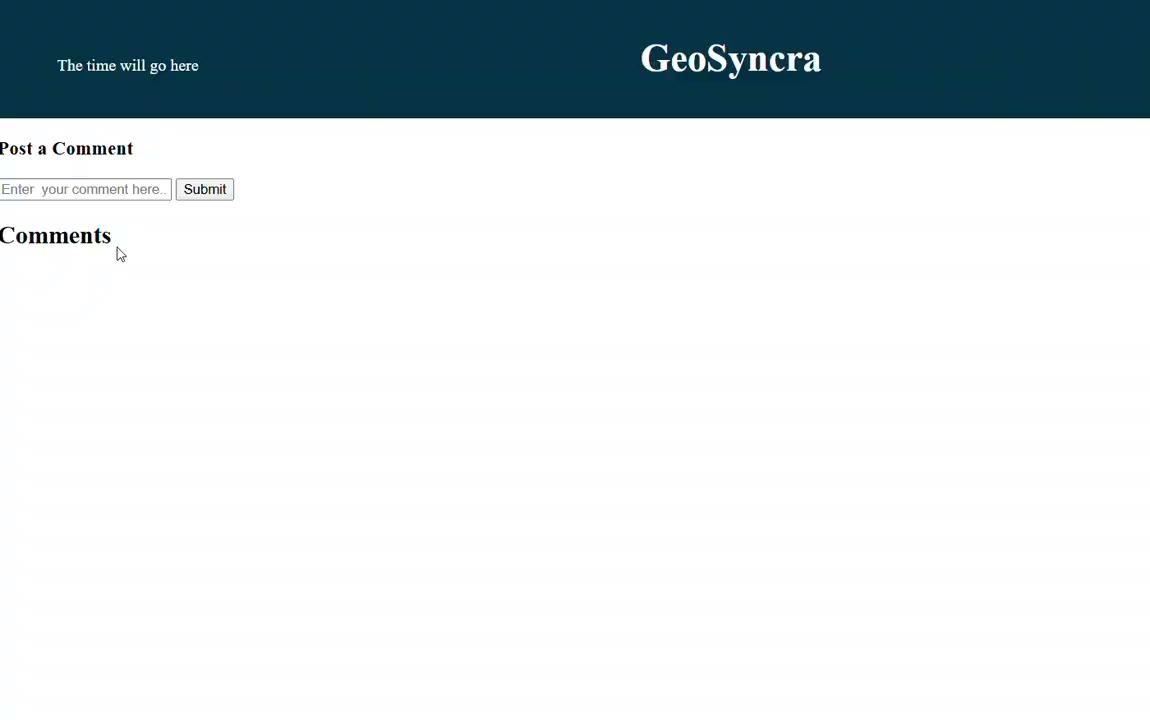 The time will go here
GeoSyncra
Post a Comment
Enter  your comment here.. Submit
Comments